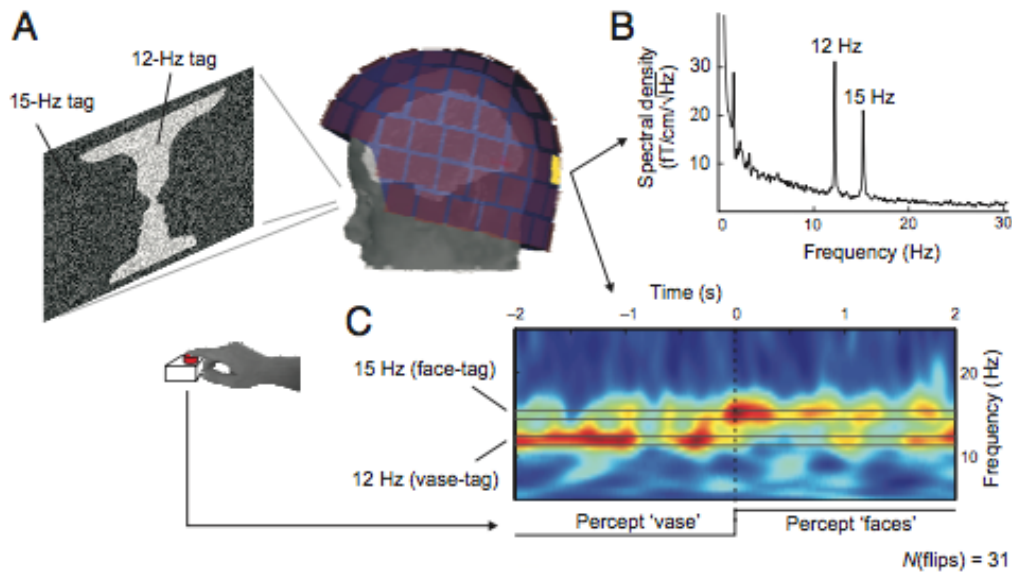 A
12-Hz tag
15-Hz tag
B
Spectral density
(fT/cm/√Hz)
30
20
10
12 Hz
15 Hz
10
20
30
Frequency (Hz)
C
Time (s)
−2
−1
0
1
2
15 Hz (face-tag)
12 Hz (vase-tag)
20
10
Frequency (Hz)
Percept ‘vase’
Percept ‘faces’
N(flips) = 31